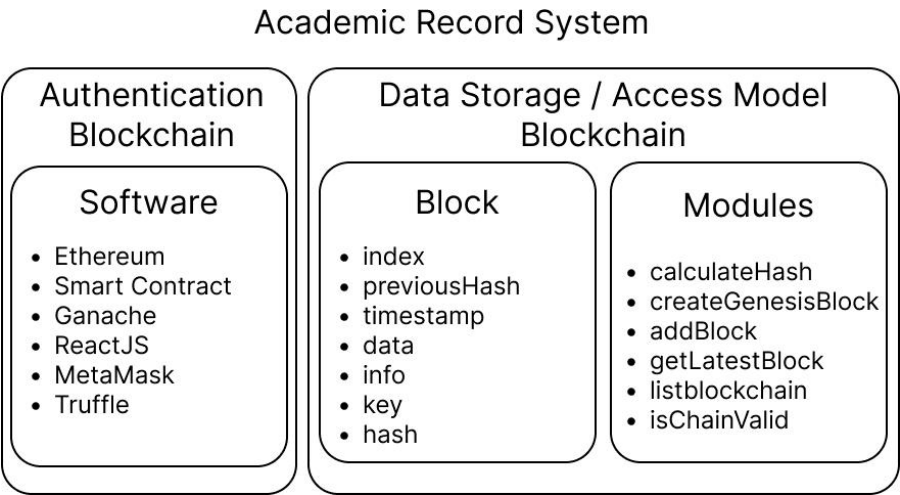 Academic Record System
Authentication
Blockchain
Software
• Ethereum
• Smart Contract
• Ganache
• ReactJS
• MetaMask
• Truffle
Data Storage / Access Model
Blockchain
Block
• index
• previousHash
• timestamp
• data
• info
• key
• hash
Modules
• calculateHash
• createGenesisBlock
• addBlock
• getLatestBlock
• listblockchain
• isChainValid